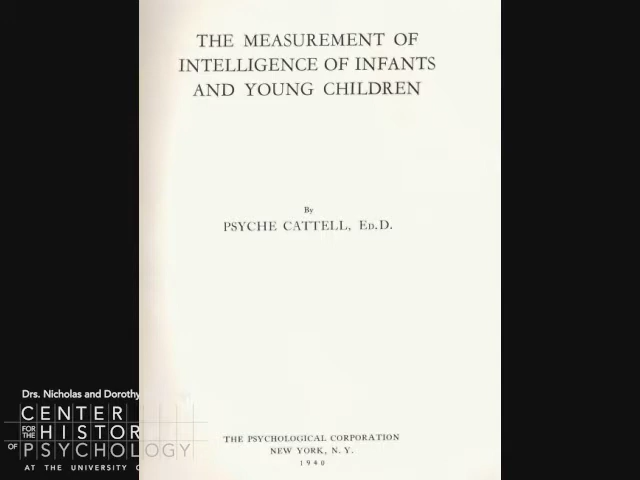 THE MEASUREMENT OF
INTELLIGENCE OF INFANTS
AND YOUNG CHILDREN
By
PSYCHE CATTELL, Ed.D.
THE PSYCHOLOGICAL CORPORATION
NEW YORK, N. Y.
1940
Drs. Nicholas and Dorothy
CENTER
FOR THE HISTOR
OF PSYCHOLOGY
AT THE UNIVERSITY